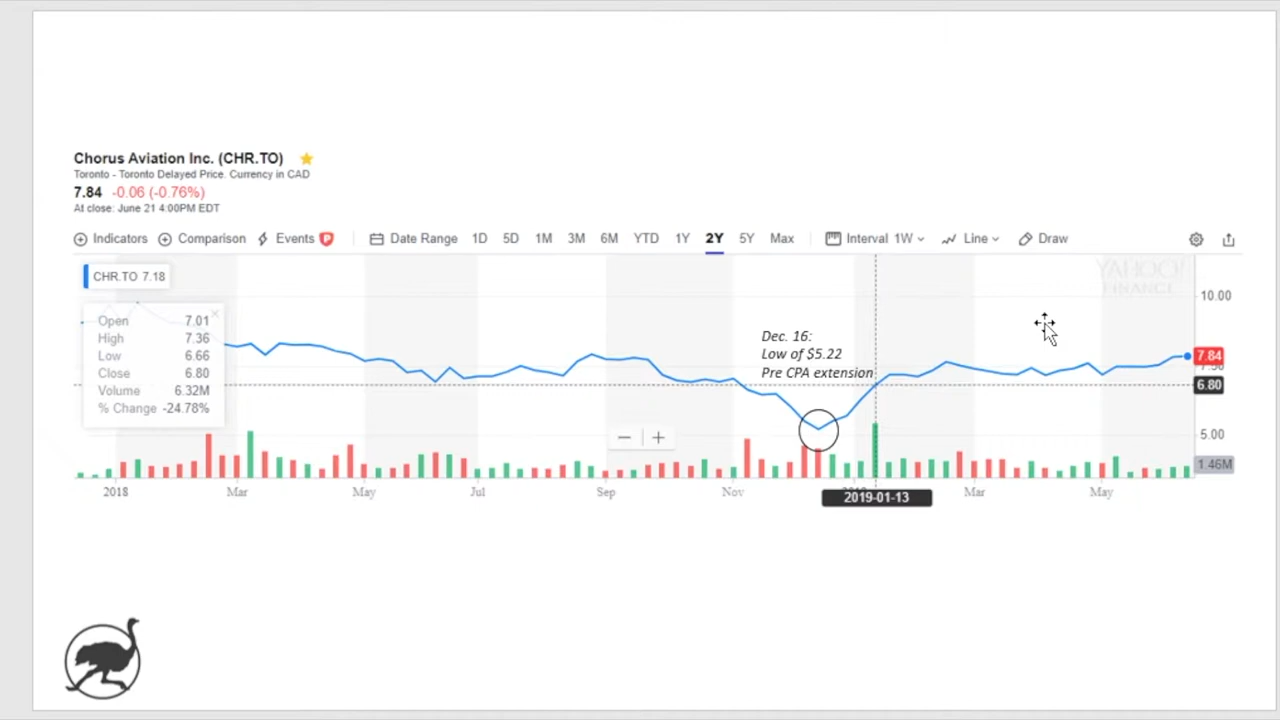 Chorus Aviation Inc. (CHR.TO)
Toronto - Toronto Delayed Price. Currency in CAD
7.84 -0.06 (-0.76%)
At close: June 21 4:00PM EDT
Indicators Comparison Events P Date Range 1D 5D 1M 3M 6M YTD 1Y 2Y 5Y Max Interval 1W Line Draw
CHR.TO 7.18
YAHOO!
FINANCE
10.00
Open 7.01
High 7.36
Low 6.66
Close 6.80
Volume 6.32M
% Change -24.78%
Dec. 16:
Low of $5.22
Pre CPA extension
7.84
7.50
6.80
5.00
1.46M
2018 Mar May Jul Sep Nov 2019 Mar May
2019-01-13